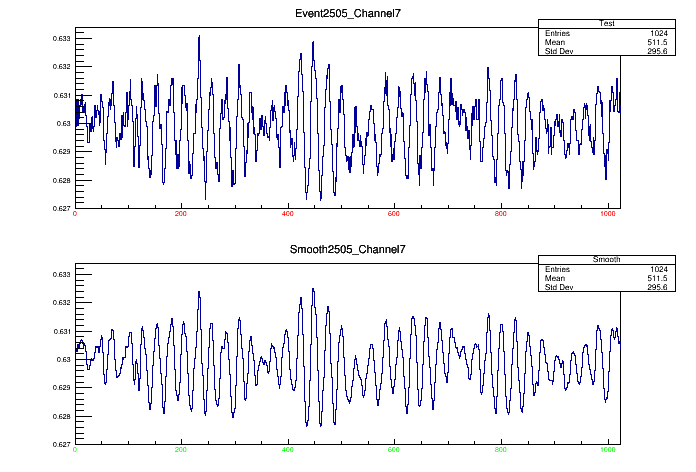 Event2505_Channel7
Test
Entries 1024
Mean 511.5
Std Dev 295.6
0.633
0.632
0.631
0.63
0.629
0.628
0.627
0 200 400 600 800 1000
Smooth2505_Channel7
Smooth
Entries 1024
Mean 511.5
Std Dev 295.6
0.633
0.632
0.631
0.63
0.629
0.628
0.627
0 200 400 600 800 1000